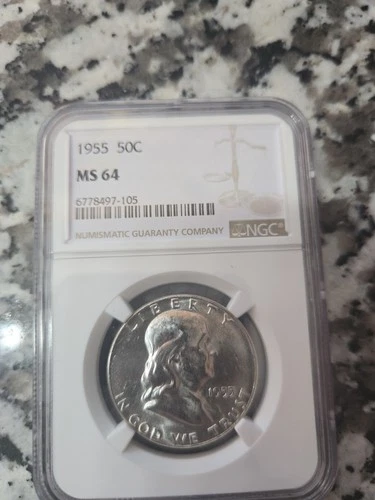 1955 50C
MS 64
6778497-105
NUMISMATIC GUARANTY COMPANY
NGC
LIBERTY
1955
IN GOD WE TRUST